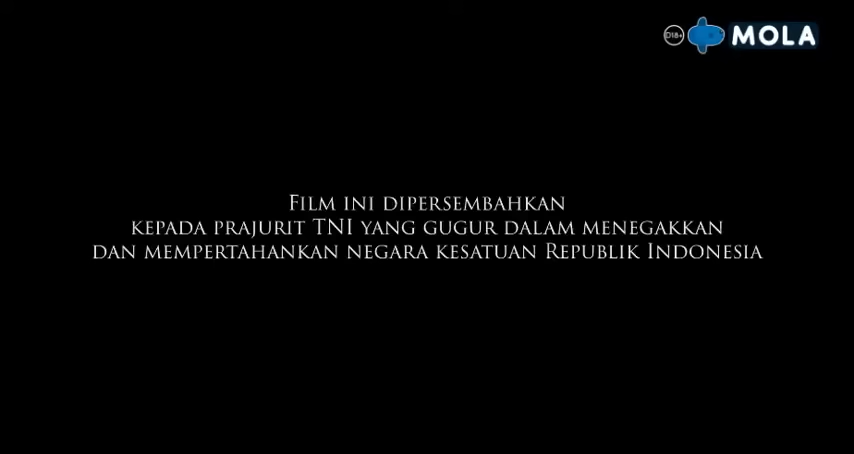 D18+ MOLA
FILM INI DIPERSEMBAHKAN
KEPADA PRAJURIT TNI YANG GUGUR DALAM MENEGAKKAN
DAN MEMPERTAHANKAN NEGARA KESATUAN REPUBLIK INDONESIA